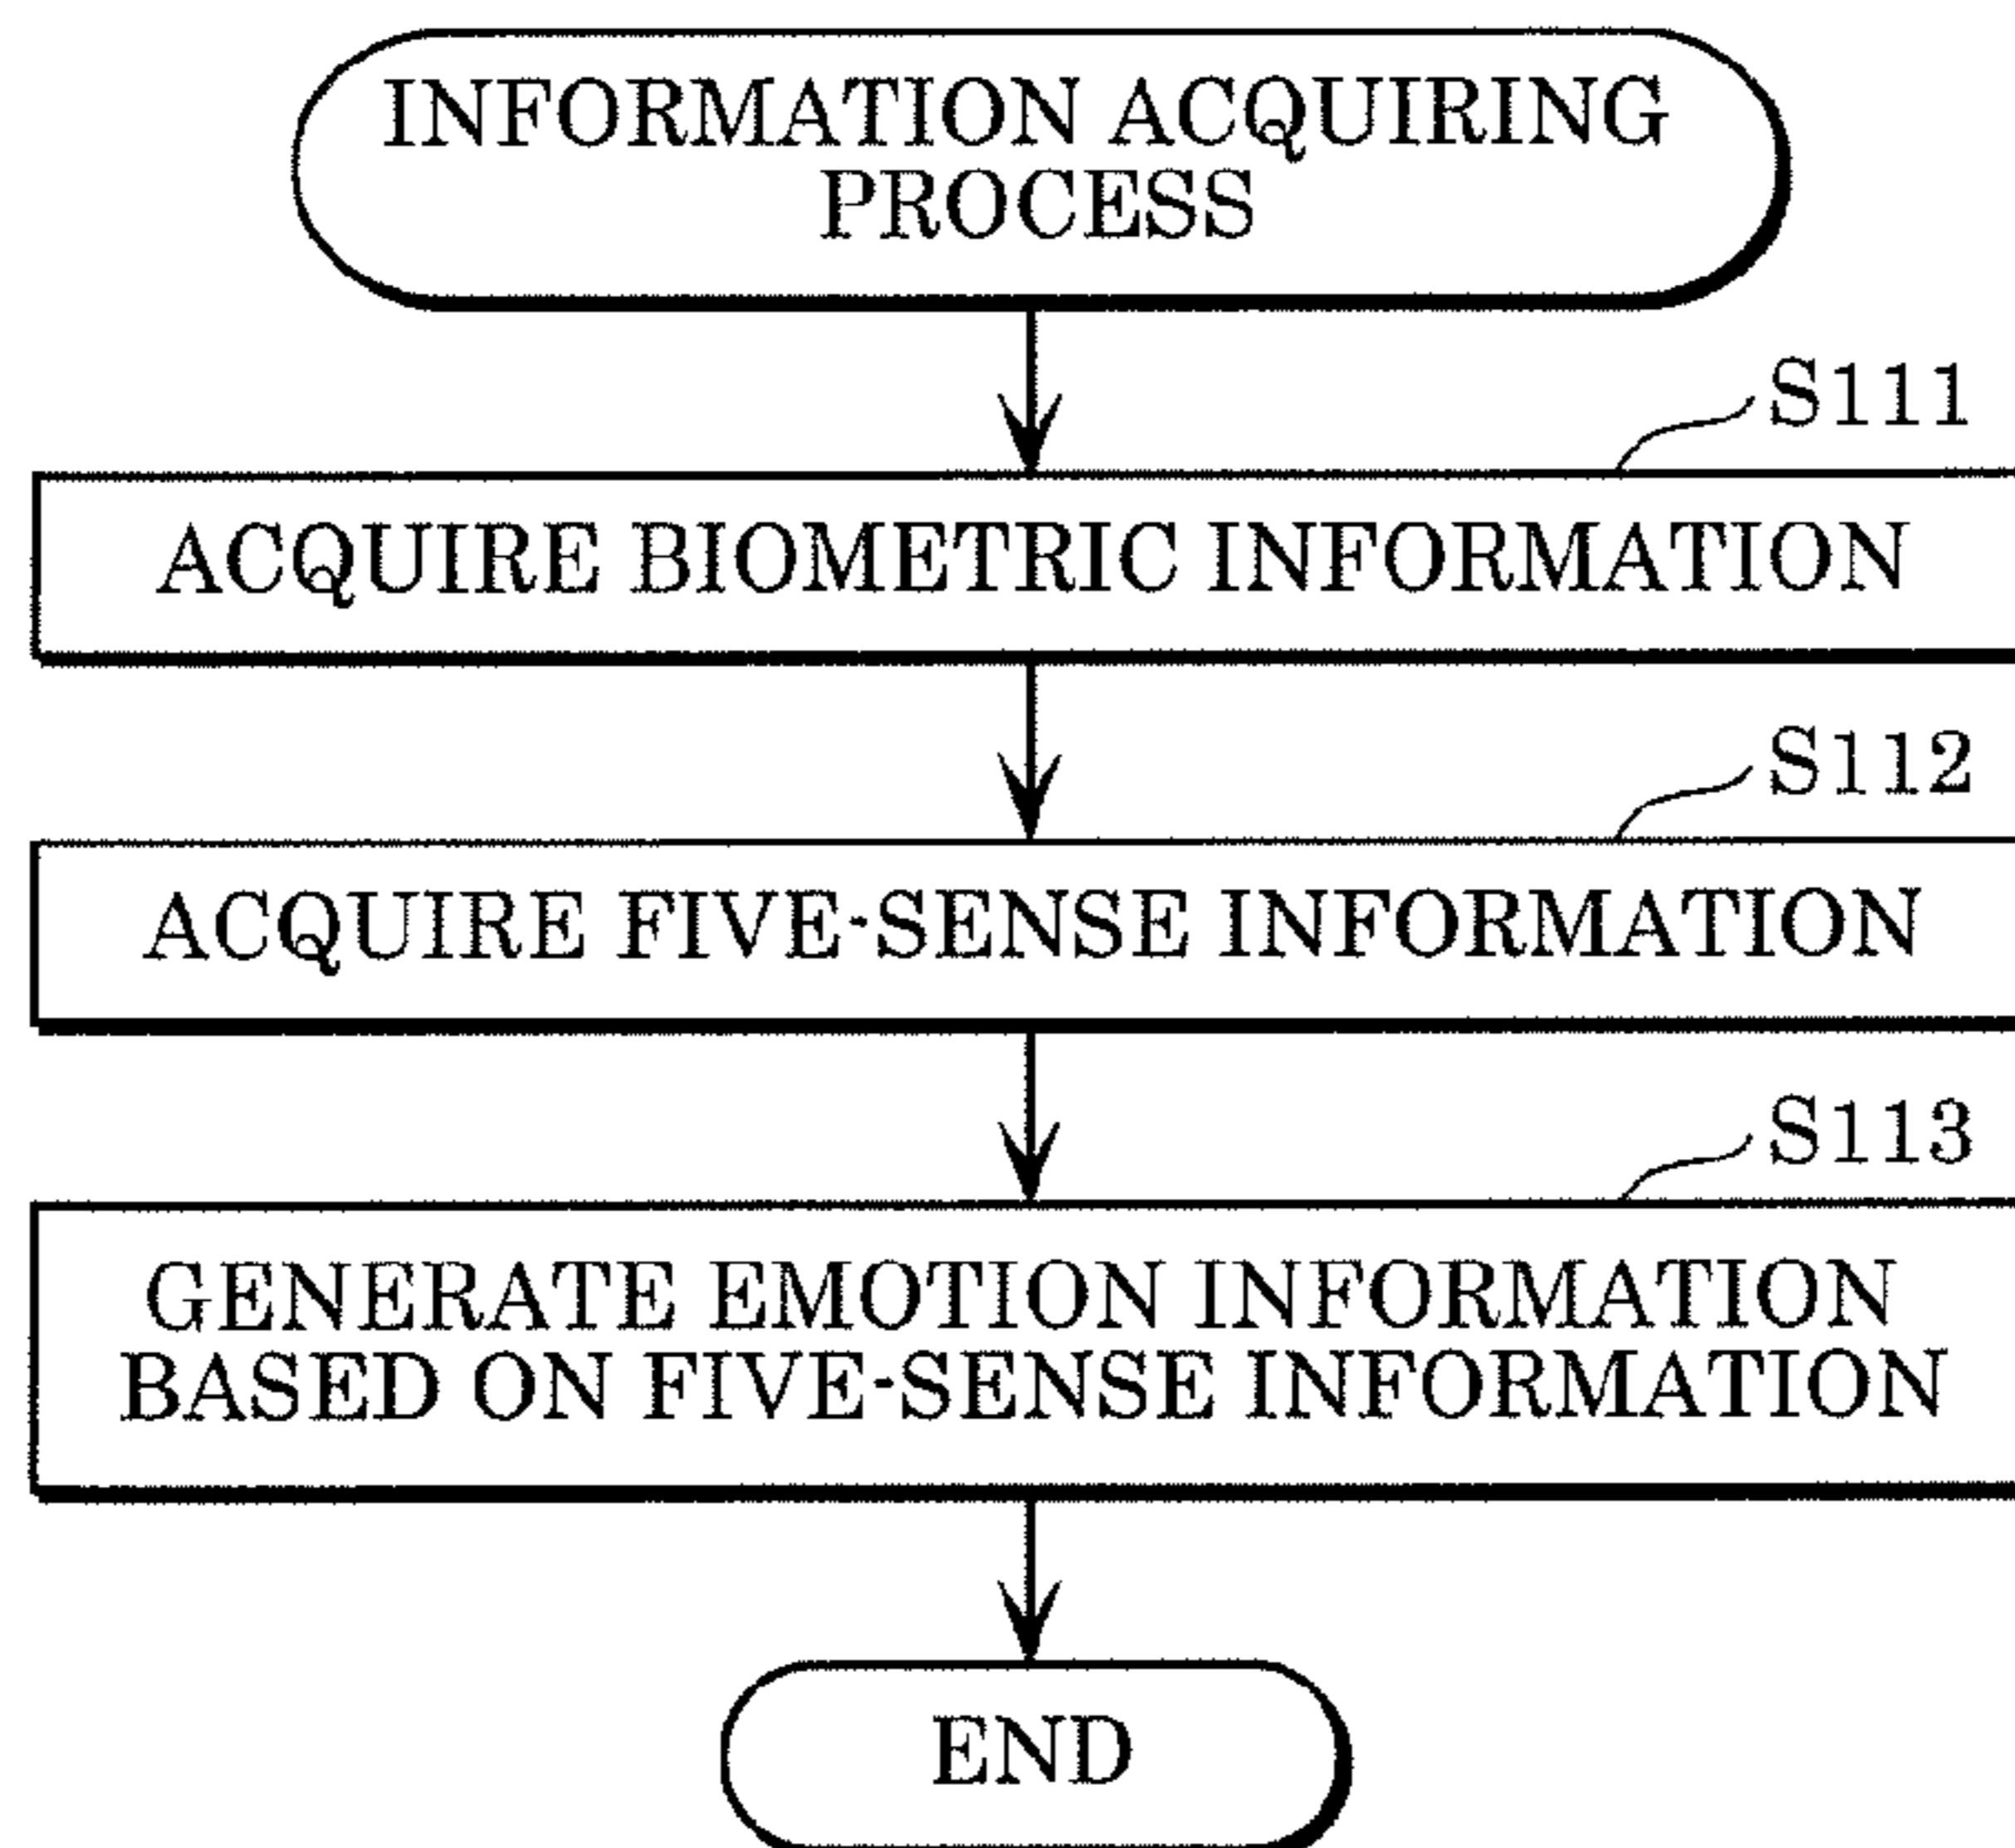 INFORMATION ACQUIRING
PROCESS
S111
ACQUIRE BIOMETRIC INFORMATION
S112
ACQUIRE FIVE-SENSE INFORMATION
S113
GENERATE EMOTION INFORMATION
BASED ON FIVE-SENSE INFORMATION
END